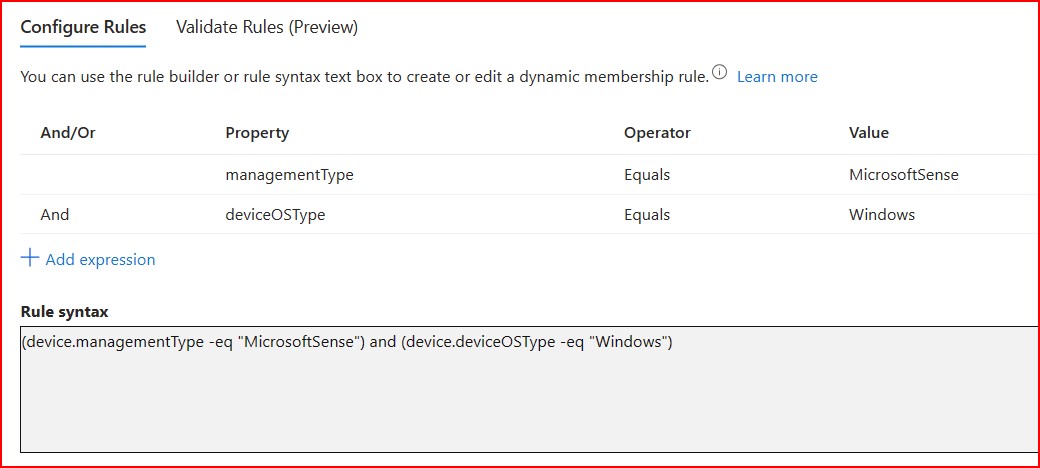 Configure Rules Validate Rules (Preview)
You can use the rule builder or rule syntax text box to create or edit a dynamic membership rule. Learn more
And/Or Property Operator Value
managementType Equals MicrosoftSense
And deviceOSType Equals Windows
Add expression
Rule syntax
(device.managementType -eq "MicrosoftSense") and (device.deviceOSType -eq "Windows")